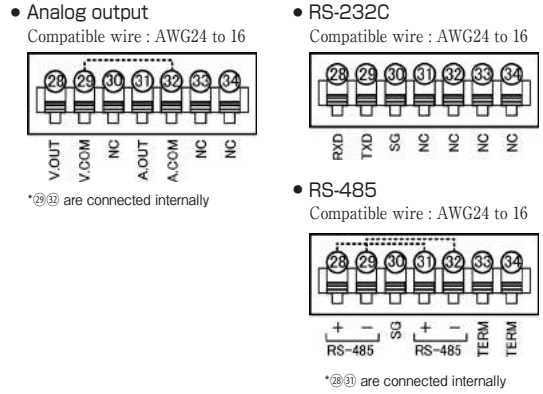 ● Analog output
Compatible wire : AWG24 to 16
28 29 30 31 32 33 34
V.OUT V.COM NC A.OUT A.COM NC NC
*㉙㉜ are connected internally
● RS-232C
Compatible wire : AWG24 to 16
28 29 30 31 32 33 34
RXD TXD SG NC NC NC NC
● RS-485
Compatible wire : AWG24 to 16
28 29 30 31 32 33 34
+ − SG + − TERM TERM
RS-485 RS-485
*㉘㉛ are connected internally